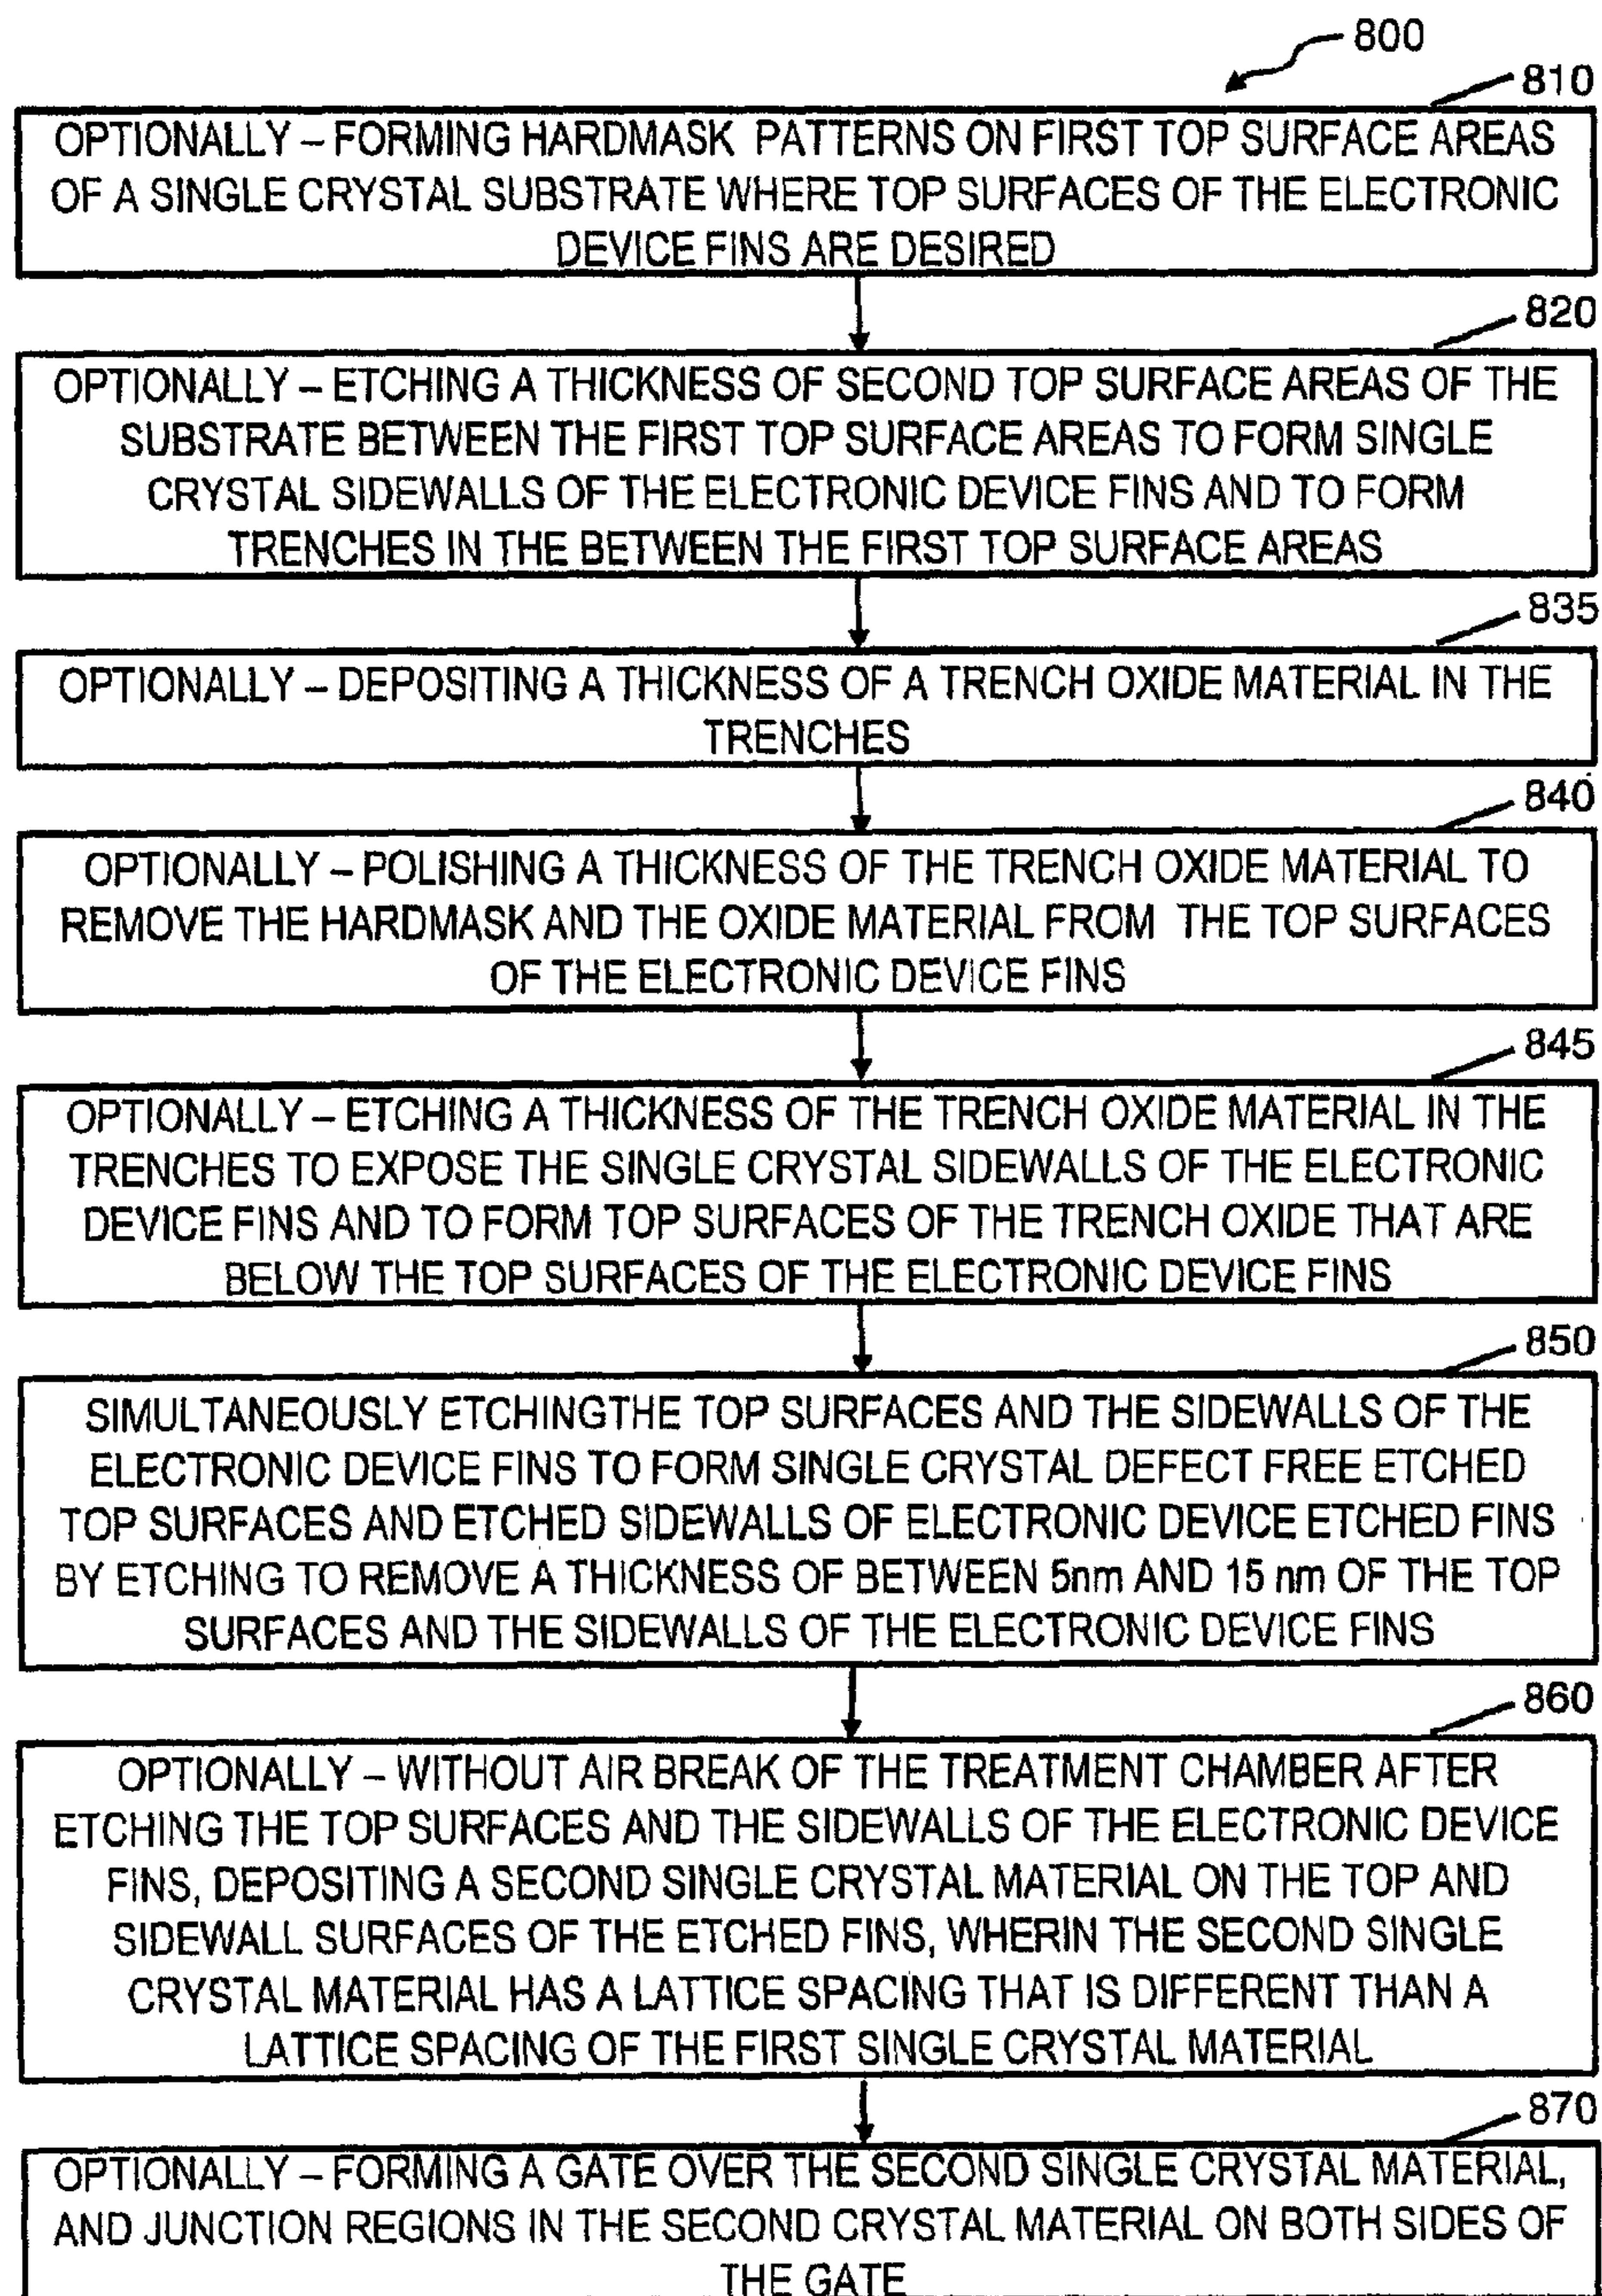 800
810
OPTIONALLY – FORMING HARDMASK PATTERNS ON FIRST TOP SURFACE AREAS
OF A SINGLE CRYSTAL SUBSTRATE WHERE TOP SURFACES OF THE ELECTRONIC
DEVICE FINS ARE DESIRED
820
OPTIONALLY – ETCHING A THICKNESS OF SECOND TOP SURFACE AREAS OF THE
SUBSTRATE BETWEEN THE FIRST TOP SURFACE AREAS TO FORM SINGLE
CRYSTAL SIDEWALLS OF THE ELECTRONIC DEVICE FINS AND TO FORM
TRENCHES IN THE BETWEEN THE FIRST TOP SURFACE AREAS
835
OPTIONALLY – DEPOSITING A THICKNESS OF A TRENCH OXIDE MATERIAL IN THE
TRENCHES
840
OPTIONALLY – POLISHING A THICKNESS OF THE TRENCH OXIDE MATERIAL TO
REMOVE THE HARDMASK AND THE OXIDE MATERIAL FROM THE TOP SURFACES
OF THE ELECTRONIC DEVICE FINS
845
OPTIONALLY – ETCHING A THICKNESS OF THE TRENCH OXIDE MATERIAL IN THE
TRENCHES TO EXPOSE THE SINGLE CRYSTAL SIDEWALLS OF THE ELECTRONIC
DEVICE FINS AND TO FORM TOP SURFACES OF THE TRENCH OXIDE THAT ARE
BELOW THE TOP SURFACES OF THE ELECTRONIC DEVICE FINS
850
SIMULTANEOUSLY ETCHINGTHE TOP SURFACES AND THE SIDEWALLS OF THE
ELECTRONIC DEVICE FINS TO FORM SINGLE CRYSTAL DEFECT FREE ETCHED
TOP SURFACES AND ETCHED SIDEWALLS OF ELECTRONIC DEVICE ETCHED FINS
BY ETCHING TO REMOVE A THICKNESS OF BETWEEN 5nm AND 15 nm OF THE TOP
SURFACES AND THE SIDEWALLS OF THE ELECTRONIC DEVICE FINS
860
OPTIONALLY – WITHOUT AIR BREAK OF THE TREATMENT CHAMBER AFTER
ETCHING THE TOP SURFACES AND THE SIDEWALLS OF THE ELECTRONIC DEVICE
FINS, DEPOSITING A SECOND SINGLE CRYSTAL MATERIAL ON THE TOP AND
SIDEWALL SURFACES OF THE ETCHED FINS, WHERIN THE SECOND SINGLE
CRYSTAL MATERIAL HAS A LATTICE SPACING THAT IS DIFFERENT THAN A
LATTICE SPACING OF THE FIRST SINGLE CRYSTAL MATERIAL
870
OPTIONALLY – FORMING A GATE OVER THE SECOND SINGLE CRYSTAL MATERIAL,
AND JUNCTION REGIONS IN THE SECOND CRYSTAL MATERIAL ON BOTH SIDES OF
THE GATE